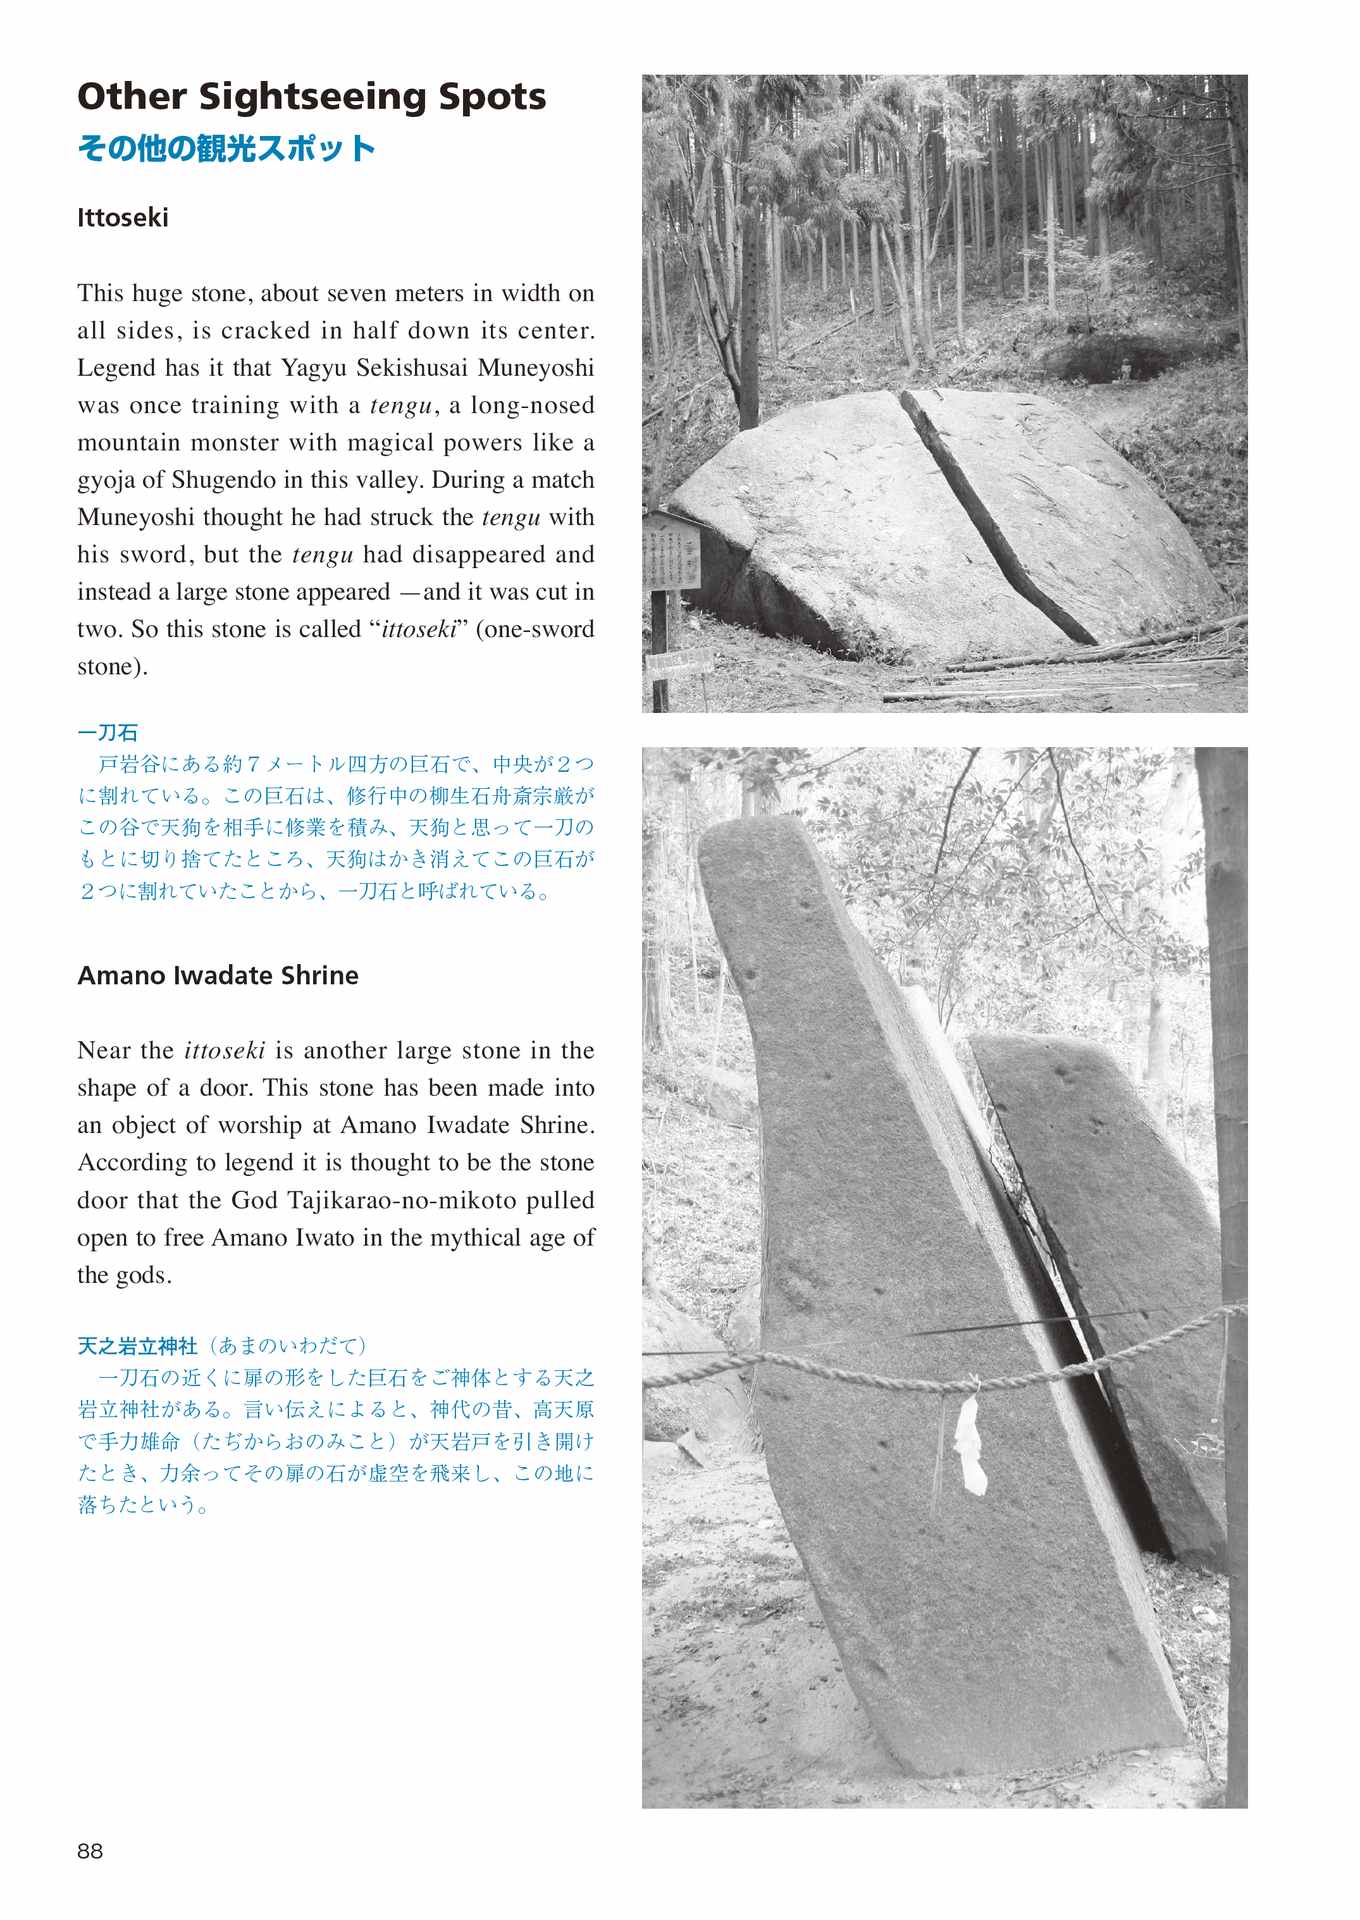 Other Sightseeing Spots
その他の観光スポット
Ittoseki
This huge stone, about seven meters in width on
all sides, is cracked in half down its center.
Legend has it that Yagyu Sekishusai Muneyoshi
was once training with a tengu, a long-nosed
mountain monster with magical powers like a
gyoja of Shugendo in this valley. During a match
Muneyoshi thought he had struck the tengu with
his sword, but the tengu had disappeared and
instead a large stone appeared —and it was cut in
two. So this stone is called “ittoseki” (one-sword
stone).
一刀石
戸岩谷にある約７メートル四方の巨石で、中央が２つ
に割れている。この巨石は、修行中の柳生石舟斎宗厳が
この谷で天狗を相手に修業を積み、天狗と思って一刀の
もとに切り捨てたところ、天狗はかき消えてこの巨石が
２つに割れていたことから、一刀石と呼ばれている。
Amano Iwadate Shrine
Near the ittoseki is another large stone in the
shape of a door. This stone has been made into
an object of worship at Amano Iwadate Shrine.
According to legend it is thought to be the stone
door that the God Tajikarao-no-mikoto pulled
open to free Amano Iwato in the mythical age of
the gods.
天之岩立神社（あまのいわだて）
一刀石の近くに扉の形をした巨石をご神体とする天之
岩立神社がある。言い伝えによると、神代の昔、高天原
で手力雄命（たぢからおのみこと）が天岩戸を引き開け
たとき、力余ってその扉の石が虚空を飛来し、この地に
落ちたという。
88